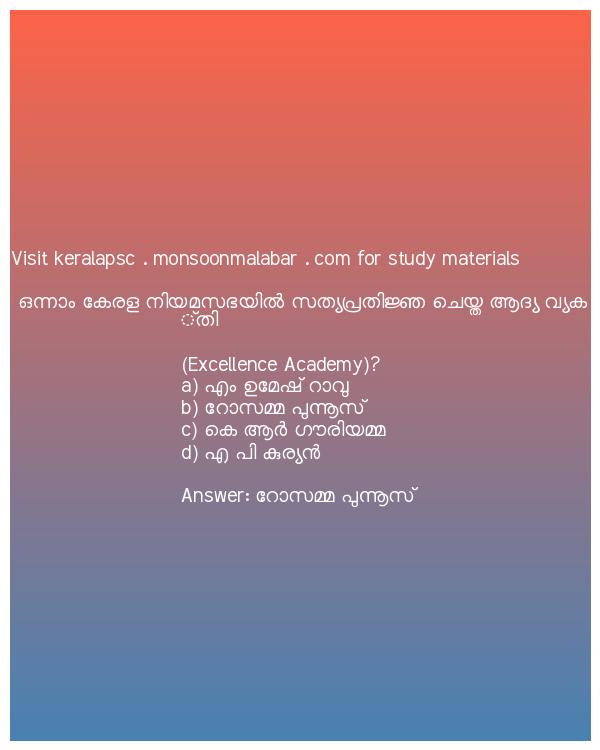 Visit keralapsc . monsoonmalabar . com for study materials
ഒന്നാം കേരള നിയമസഭയിൽ സത്യപ്രതിജ്ഞ ചെയ്ത ആദ്യ വ്യക
്തി
(Excellence Academy)?
a) എം ഉമേഷ് റാവു
b) റോസമ്മ പുന്നൂസ്
c) കെ ആർ ഗൗരിയമ്മ
d) എ പി കുര്യൻ
Answer: റോസമ്മ പുന്നൂസ്